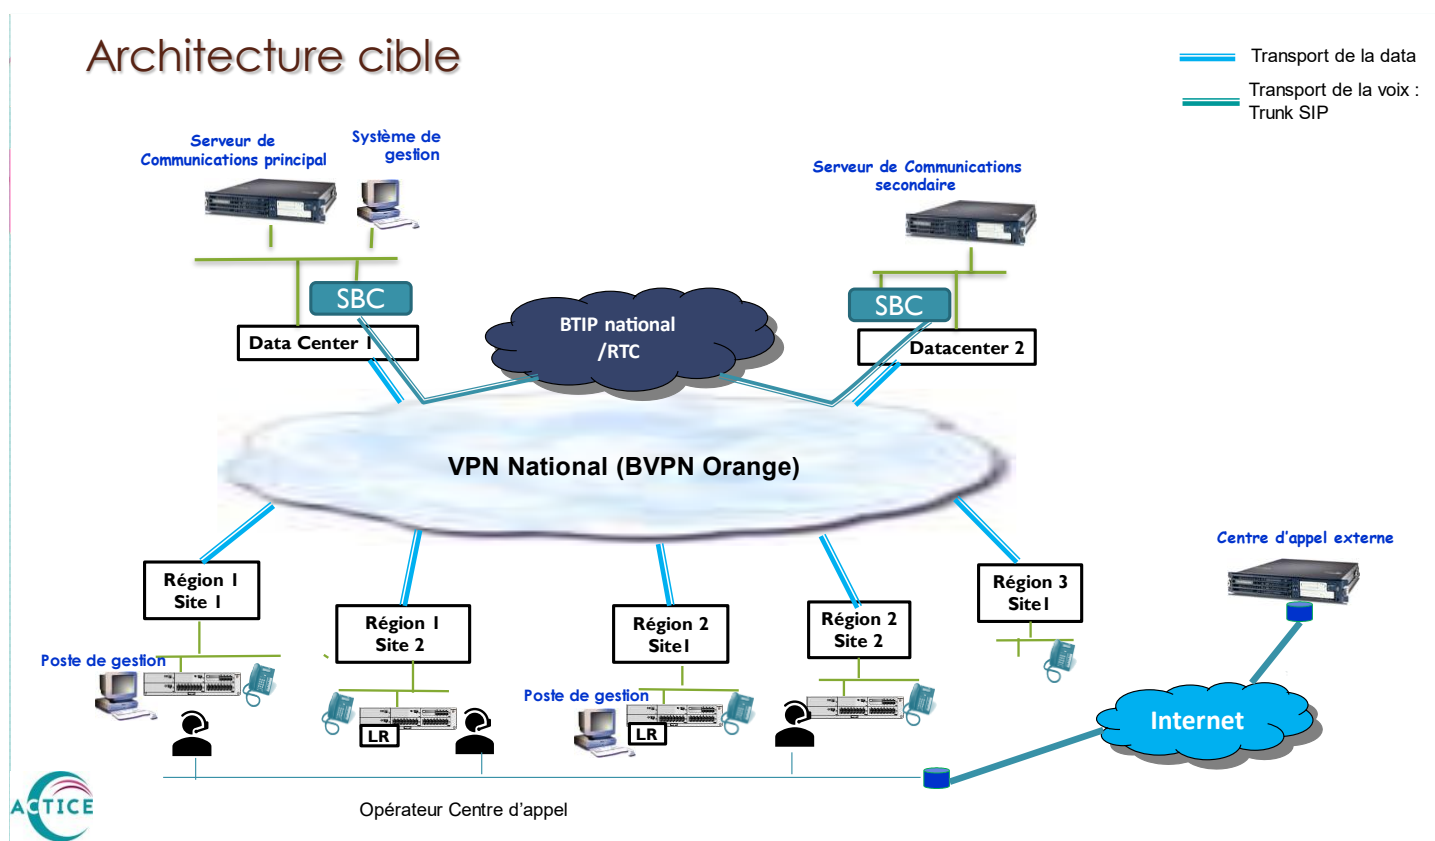 Architecture cible
Transport de la data
Transport de la voix :
Trunk SIP
Serveur de
Communications principal
Système de
gestion
Serveur de Communications
secondaire
SBC
SBC
BTIP national
/RTC
Data Center 1
Datacenter 2
VPN National (BVPN Orange)
Centre d'appel externe
Région 1
Site 1
Région 1
Site 2
Région 2
Site1
Région 2
Site 2
Région 3
Site1
Poste de gestion
Poste de gestion
LR
LR
Internet
ACTICE
Opérateur Centre d'appel